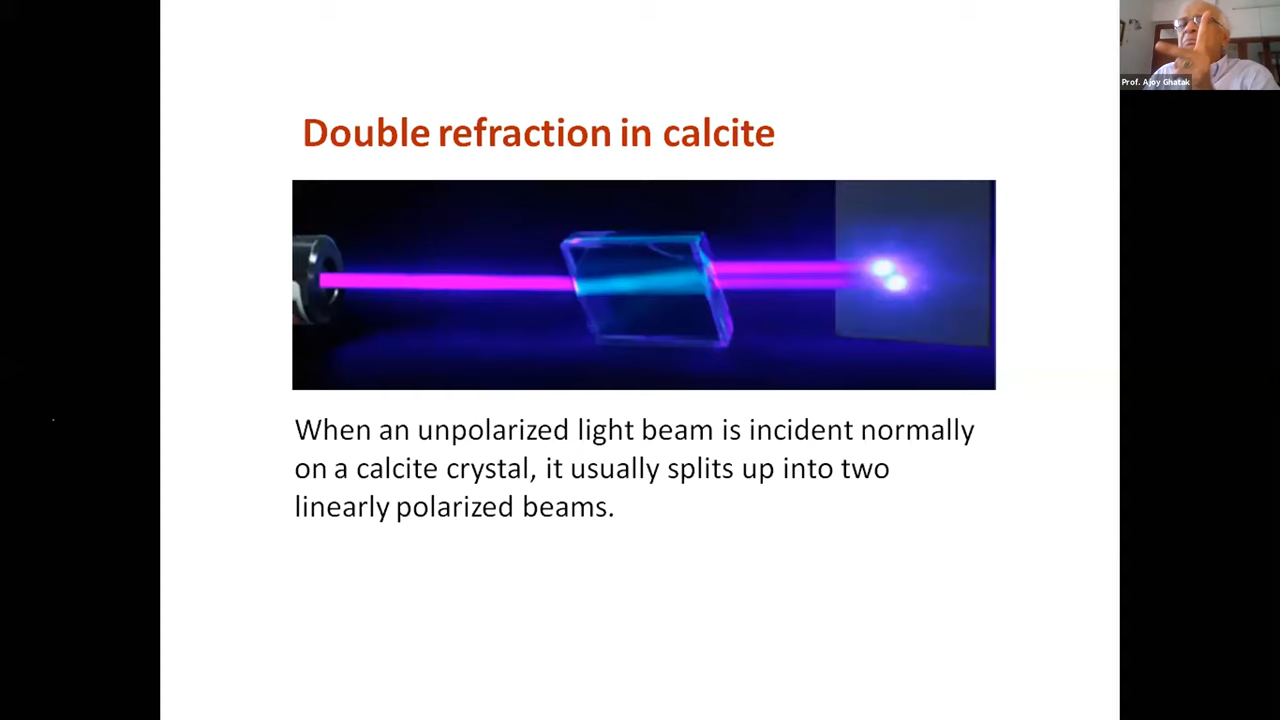 Prof. Ajoy Ghatak
Double refraction in calcite
When an unpolarized light beam is incident normally
on a calcite crystal, it usually splits up into two
linearly polarized beams.